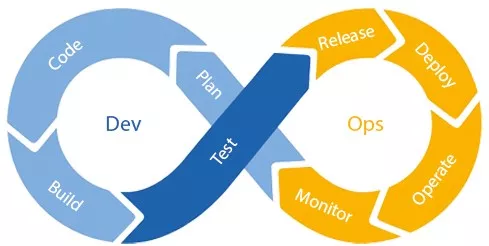 Plan
Code
Build
Test
Release
Deploy
Operate
Monitor
Dev
Ops